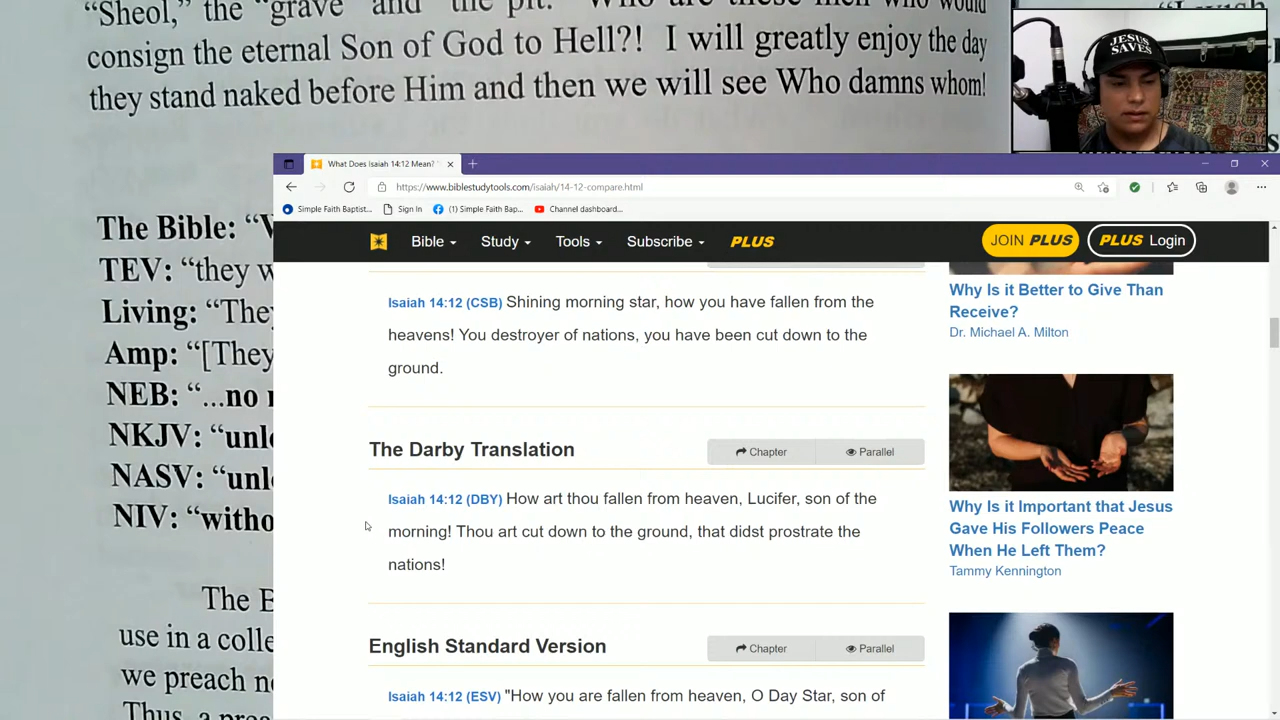 "Sheol," the "grave" and "the pit." Who are these men who would
consign the eternal Son of God to Hell?! I will greatly enjoy the day
they stand naked before Him and then we will see Who damns whom!
JESUS
SAVES
The Bible: "V
TEV: "they w
Living: "They
Amp: "[They
NEB: "...no
NKJV: "unl
NASV: "unl
NIV: "witho
The E
use in a colle
we preach n
Thus, a prea
What Does Isaiah 14:12 Mean?
https://www.biblestudytools.com/isaiah/14-12-compare.html
Simple Faith Baptist... Sign In (1) Simple Faith Bap... Channel dashboard...
Bible Study Tools Subscribe PLUS JOIN PLUS PLUS Login
Isaiah 14:12 (CSB) Shining morning star, how you have fallen from the
heavens! You destroyer of nations, you have been cut down to the
ground.
The Darby Translation Chapter Parallel
Isaiah 14:12 (DBY) How art thou fallen from heaven, Lucifer, son of the
morning! Thou art cut down to the ground, that didst prostrate the
nations!
English Standard Version Chapter Parallel
Isaiah 14:12 (ESV) "How you are fallen from heaven, O Day Star, son of
Why Is it Better to Give Than
Receive?
Dr. Michael A. Milton
Why Is it Important that Jesus
Gave His Followers Peace
When He Left Them?
Tammy Kennington